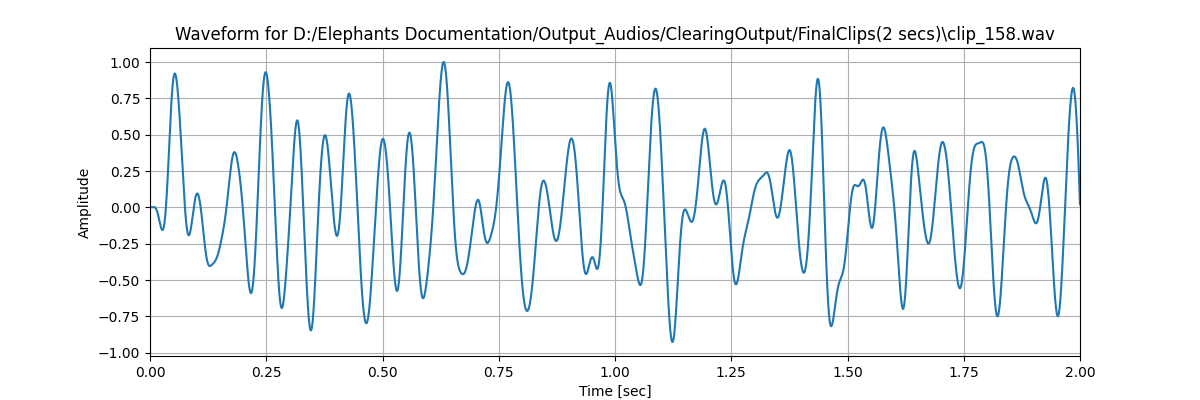 Waveform for D:/Elephants Documentation/Output_Audios/ClearingOutput/FinalClips(2 secs)\clip_158.wav
1.00
0.75
0.50
0.25
0.00
−0.25
−0.50
−0.75
−1.00
Amplitude
0.00 0.25 0.50 0.75 1.00 1.25 1.50 1.75 2.00
Time [sec]